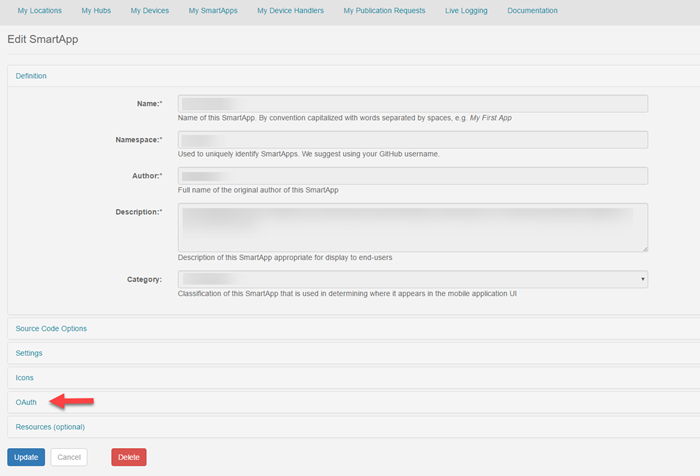 My Locations My Hubs My Devices My SmartApps My Device Handlers My Publication Requests Live Logging Documentation
Edit SmartApp
Definition
Name:*
Name of this SmartApp. By convention capitalized with words separated by spaces, e.g. My First App
Namespace:*
Used to uniquely identify SmartApps. We suggest using your GitHub username.
Author:*
Full name of the original author of this SmartApp
Description:*
Description of this SmartApp appropriate for display to end-users
Category:
Classification of this SmartApp that is used in determining where it appears in the mobile application UI
Source Code Options
Settings
Icons
OAuth
Resources (optional)
Update Cancel Delete